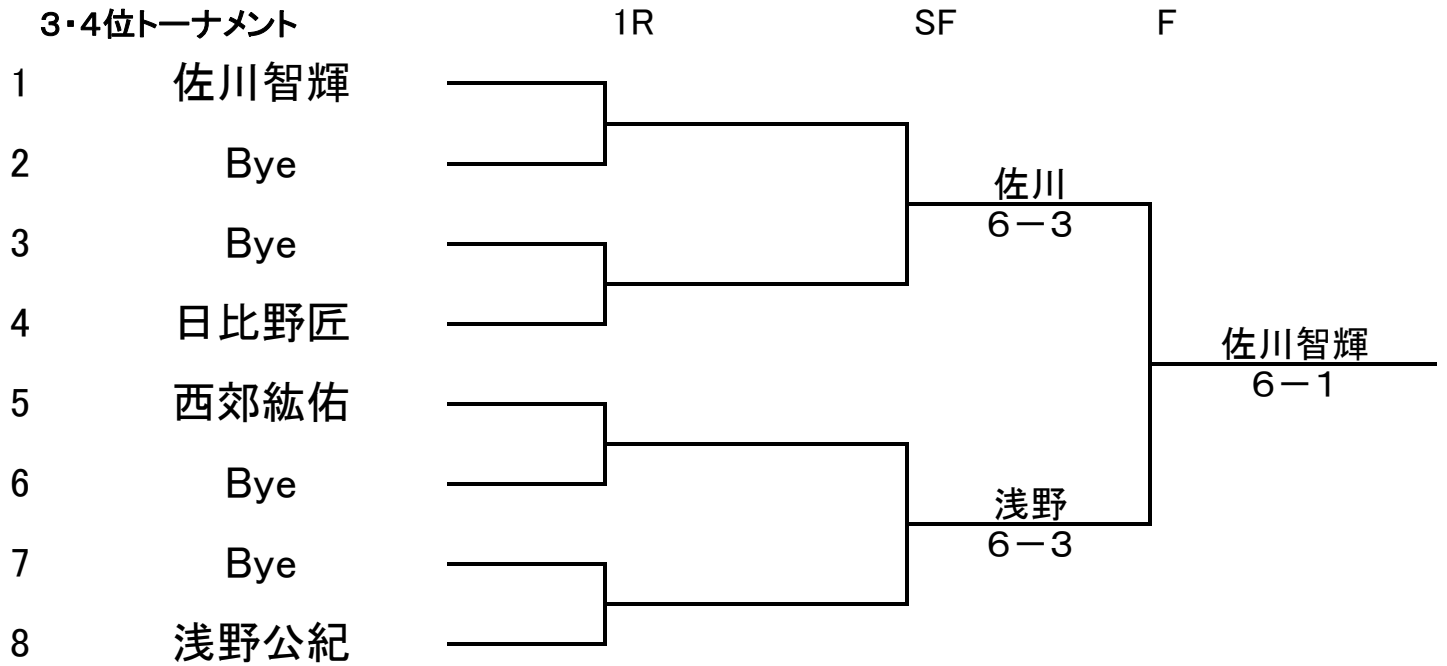 3・4位トーナメント 1R SF F
1 佐川智輝
2 Bye
佐川
6－3
3 Bye
4 日比野匠
佐川智輝
6－1
5 西郊紘佑
6 Bye
浅野
6－3
7 Bye
8 浅野公紀